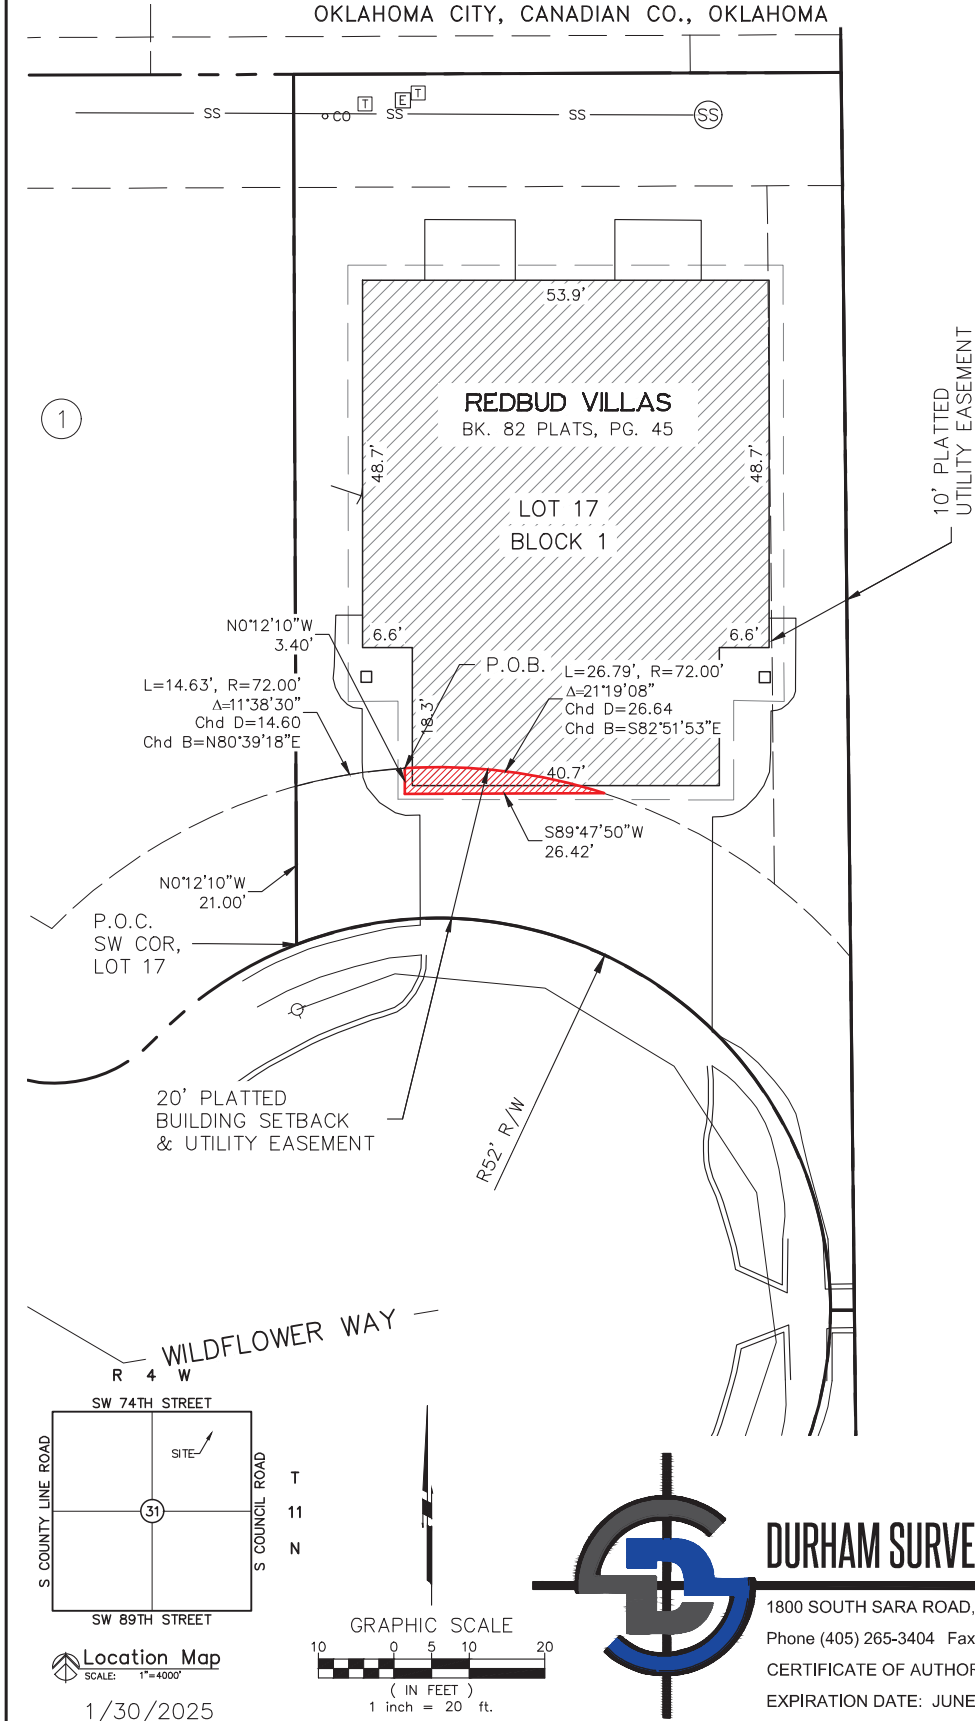 OKLAHOMA CITY, CANADIAN CO., OKLAHOMA
T
E
T
SS
CO
SS
SS
SS
53.9'
1
REDBUD VILLAS
BK. 82 PLATS, PG. 45
48.7'
48.7'
LOT 17
BLOCK 1
10' PLATTED
UTILITY EASEMENT
N0°12'10"W
3.40'
6.6'
6.6'
P.O.B.
L=14.63', R=72.00'
Δ=11°38'30"
Chd D=14.60
Chd B=N80°39'18"E
18.3'
L=26.79', R=72.00'
Δ=21°19'08"
Chd D=26.64
Chd B=S82°51'53"E
40.7'
S89°47'50"W
26.42'
N0°12'10"W
21.00'
P.O.C.
SW COR,
LOT 17
20' PLATTED
BUILDING SETBACK
& UTILITY EASEMENT
R52' R/W
WILDFLOWER WAY
R 4 W
SW 74TH STREET
S COUNTY LINE ROAD
SITE
31
S COUNCIL ROAD
T
11
N
SW 89TH STREET
Location Map
SCALE: 1"=4000'
1/30/2025
GRAPHIC SCALE
10 0 5 10 20
( IN FEET )
1 inch = 20 ft.
DURHAM SURVE
1800 SOUTH SARA ROAD,
Phone (405) 265-3404 Fax
CERTIFICATE OF AUTHOR
EXPIRATION DATE: JUNE